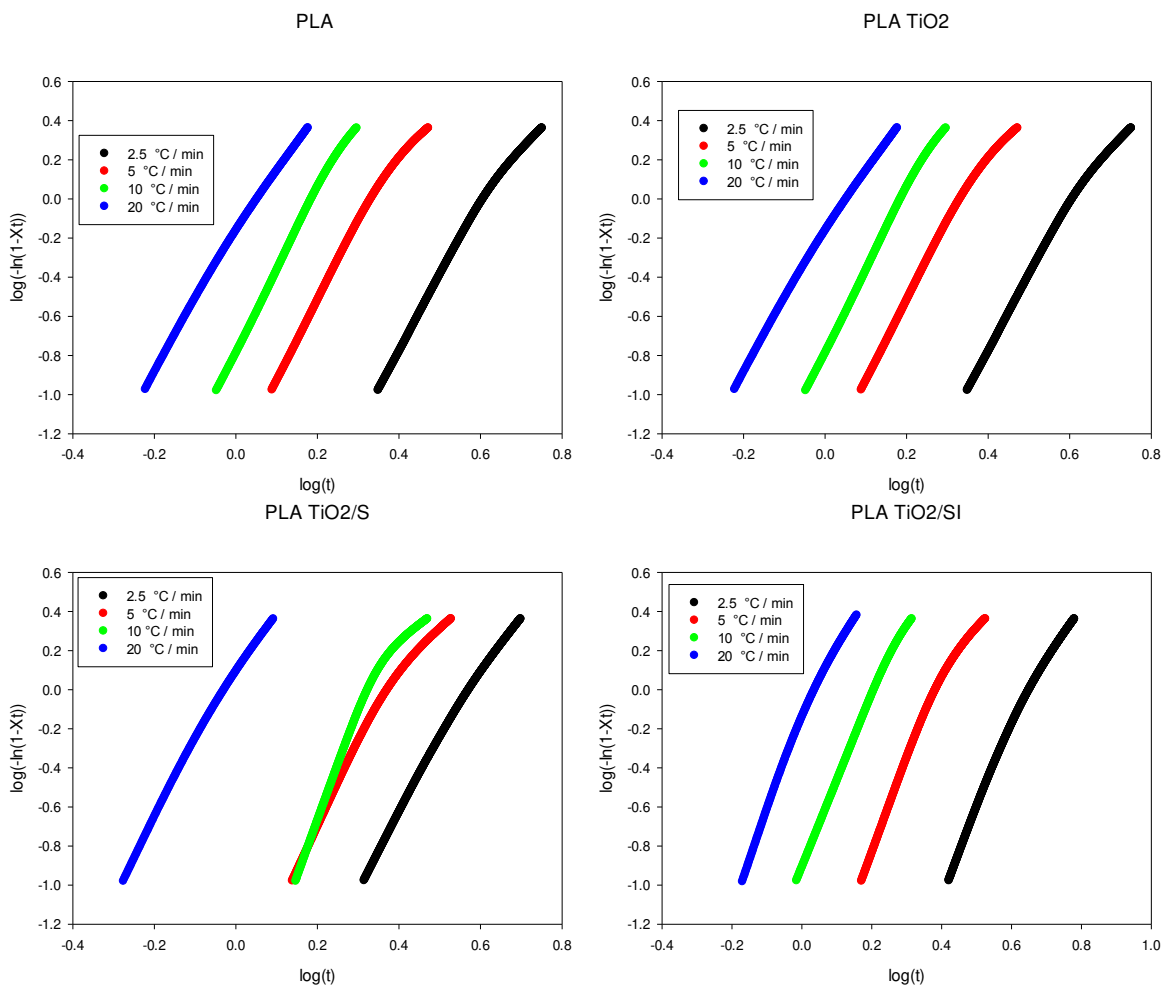 PLA
0.6
0.4
0.2
0.0
-0.2
-0.4
-0.6
-0.8
-1.0
-1.2
log(-ln(1-Xt))
2.5 °C / min
5 °C / min
10 °C / min
20 °C / min
-0.4 -0.2 0.0 0.2 0.4 0.6 0.8
log(t)
PLA TiO2
0.6
0.4
0.2
0.0
-0.2
-0.4
-0.6
-0.8
-1.0
-1.2
log(-ln(1-Xt))
2.5 °C / min
5 °C / min
10 °C / min
20 °C / min
-0.4 -0.2 0.0 0.2 0.4 0.6 0.8
log(t)
PLA TiO2/S
0.6
0.4
0.2
0.0
-0.2
-0.4
-0.6
-0.8
-1.0
-1.2
log(-ln(1-Xt))
2.5 °C / min
5 °C / min
10 °C / min
20 °C / min
-0.4 -0.2 0.0 0.2 0.4 0.6 0.8
log(t)
PLA TiO2/SI
0.6
0.4
0.2
0.0
-0.2
-0.4
-0.6
-0.8
-1.0
-1.2
log(-ln(1-Xt))
2.5 °C / min
5 °C / min
10 °C / min
20 °C / min
-0.4 -0.2 0.0 0.2 0.4 0.6 0.8 1.0
log(t)